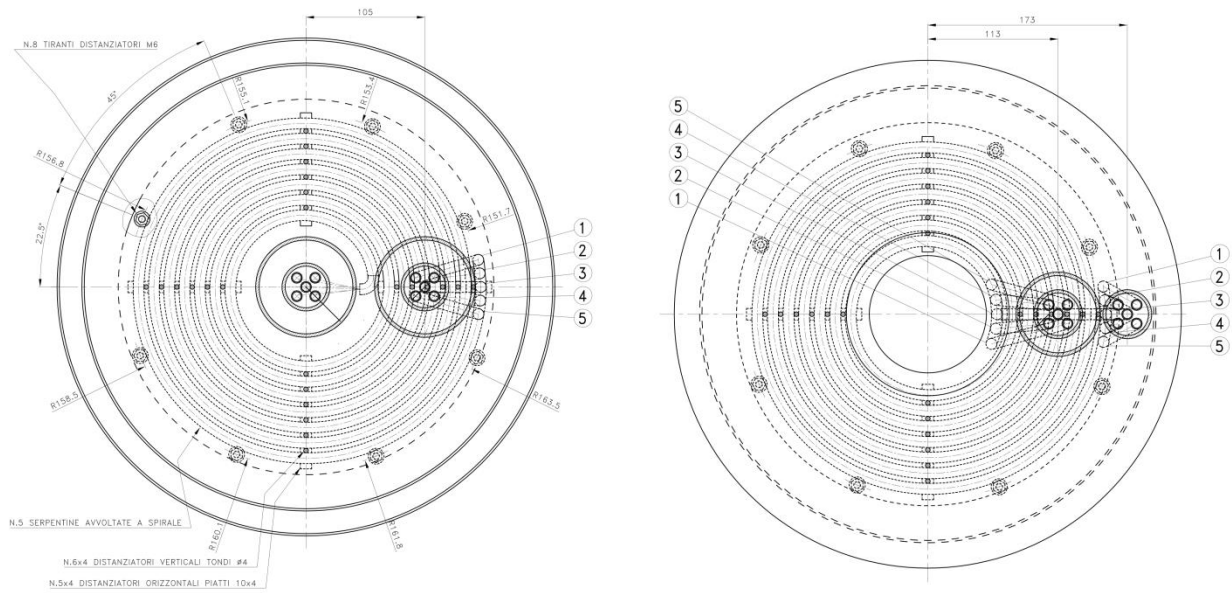 105
N.8 TIRANTI DISTANZIATORI M6
45°
R155.1
R153.4
R156.8
22.5°
R151.7
1
2
3
4
5
R158.5
R163.5
R160.1
R161.8
N.5 SERPENTINE AVVOLTATE A SPIRALE
N.6x4 DISTANZIATORI VERTICALI TONDI ø4
N.5x4 DISTANZIATORI ORIZZONTALI PIATTI 10x4
173
113
5
4
3
2
1
1
2
3
4
5